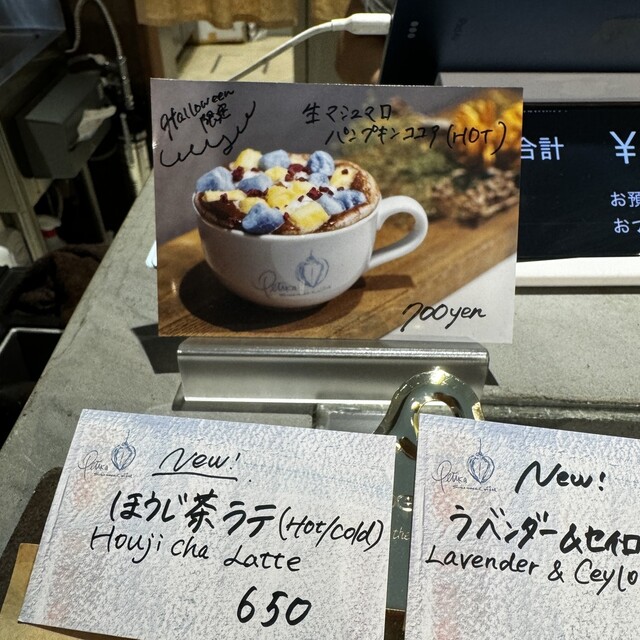 Halloween
限定
生マシュマロ
パンプキンココア(HOT)
700yen
合計 ¥
お預
New!
ほうじ茶ラテ(Hot/Cold)
Houji cha Latte
650
New!
ラベンダー&セイロ
Lavender & Ceylo